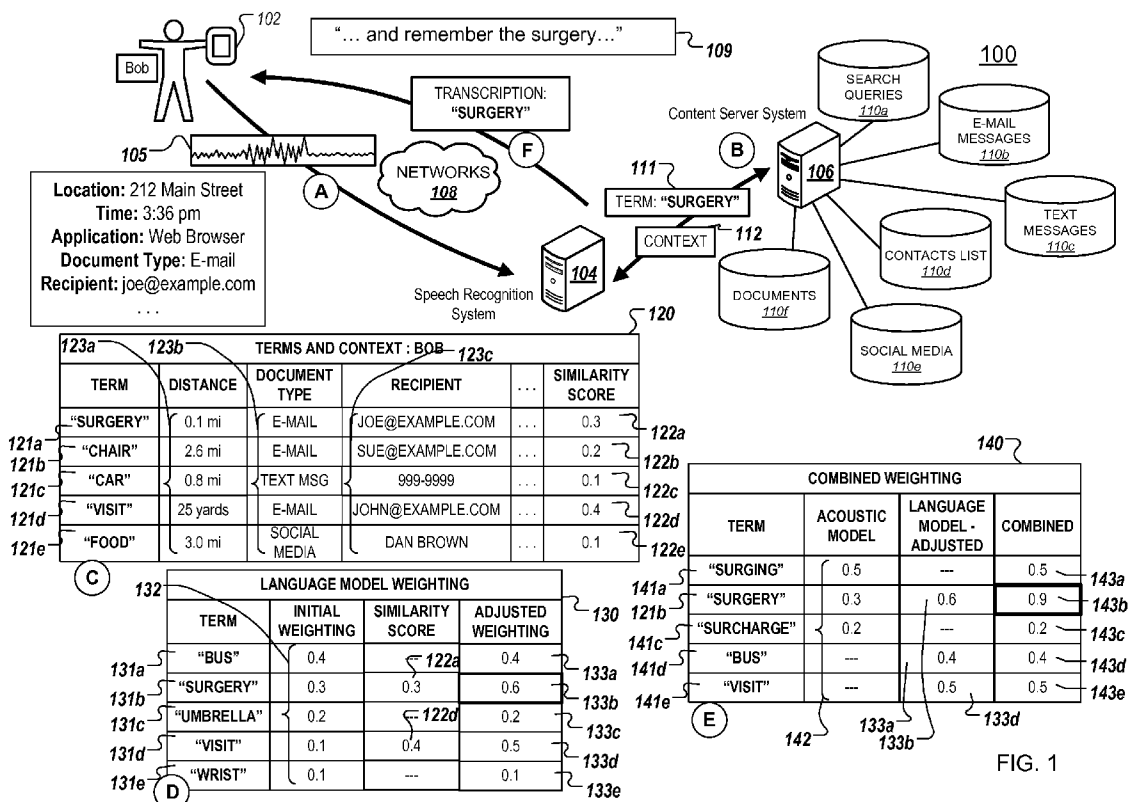 102
"... and remember the surgery..."
109
100
Bob
TRANSCRIPTION:
"SURGERY"
Content Server System
SEARCH
QUERIES
110a
E-MAIL
MESSAGES
110b
105
F
B
111
106
NETWORKS
108
A
TERM: "SURGERY"
TEXT
MESSAGES
110c
Location: 212 Main Street
Time: 3:36 pm
Application: Web Browser
Document Type: E-mail
Recipient: joe@example.com
. . .
CONTEXT
112
CONTACTS LIST
110d
104
Speech Recognition
System
DOCUMENTS
110f
SOCIAL MEDIA
110e
120
123a
123b
123c
TERMS AND CONTEXT : BOB
TERM DISTANCE DOCUMENT TYPE RECIPIENT . . . SIMILARITY SCORE
121a "SURGERY" 0.1 mi E-MAIL JOE@EXAMPLE.COM . . . 0.3 122a
121b "CHAIR" 2.6 mi E-MAIL SUE@EXAMPLE.COM . . . 0.2 122b
121c "CAR" 0.8 mi TEXT MSG 999-9999 . . . 0.1 122c
121d "VISIT" 25 yards E-MAIL JOHN@EXAMPLE.COM . . . 0.4 122d
121e "FOOD" 3.0 mi SOCIAL MEDIA DAN BROWN . . . 0.1 122e
C
132
130
LANGUAGE MODEL WEIGHTING
TERM INITIAL WEIGHTING SIMILARITY SCORE ADJUSTED WEIGHTING
131a "BUS" 0.4 --- 122a 0.4 133a
131b "SURGERY" 0.3 0.3 0.6 133b
131c "UMBRELLA" 0.2 --- 122d 0.2 133c
131d "VISIT" 0.1 0.4 0.5 133d
131e "WRIST" 0.1 --- 0.1 133e
D
140
COMBINED WEIGHTING
TERM ACOUSTIC MODEL LANGUAGE MODEL - ADJUSTED COMBINED
141a "SURGING" 0.5 --- 0.5 143a
121b "SURGERY" 0.3 0.6 0.9 143b
141c "SURCHARGE" 0.2 --- 0.2 143c
141d "BUS" --- 0.4 0.4 143d
141e "VISIT" --- 0.5 0.5 143e
E
142
133a
133b
133d
FIG. 1